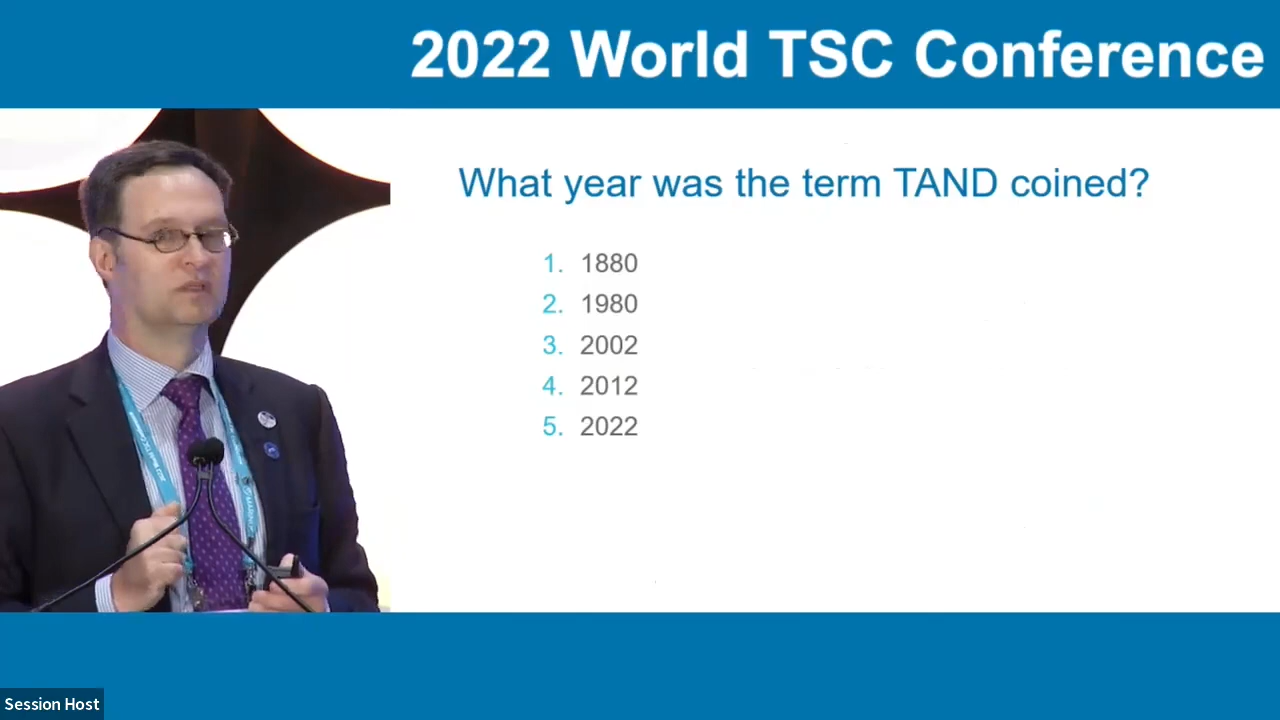 2022 World TSC Conference
What year was the term TAND coined?
1. 1880
2. 1980
3. 2002
4. 2012
5. 2022
Session Host